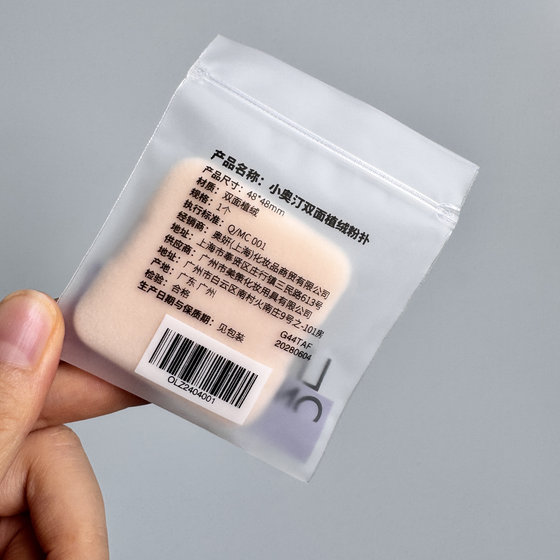 产品名称：小奥汀双面植绒粉扑
产品尺寸：48*48mm
材质：双面植绒
规格：1个
执行标准：Q/MC 001
经销商：奥妍(上海)化妆品商贸有限公司
地址：上海市奉贤区庄行镇三民路613号
供应商：广州市美度化妆用具有限公司
地址：广州市白云区南村火南庄9号之一101房
产地：广东 广州
检验：合格
生产日期与保质期：见包装
G44TAF
20280604
OLZ2404001